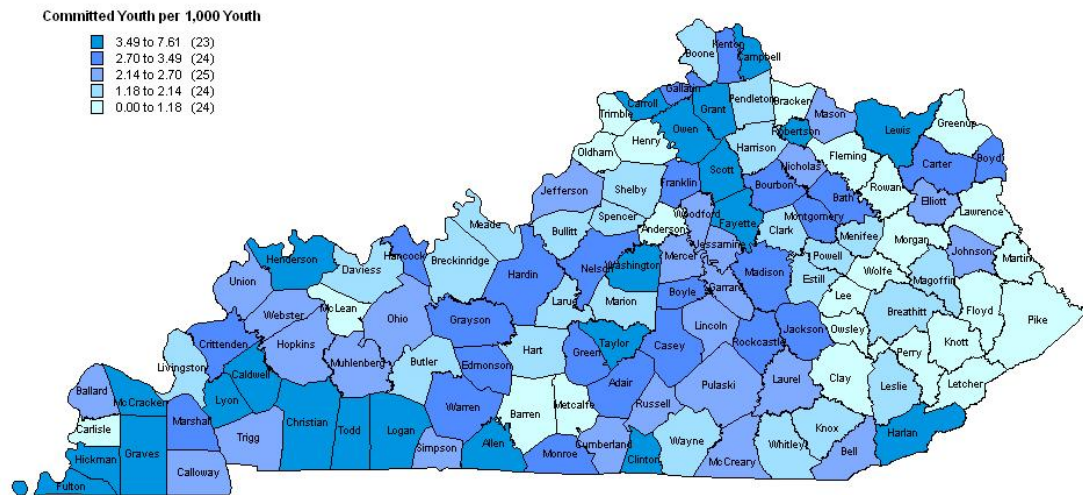 Committed Youth per 1,000 Youth
3.49 to 7.61 (23)
2.70 to 3.49 (24)
2.14 to 2.70 (25)
1.18 to 2.14 (24)
0.00 to 1.18 (24)
Boone
Kenton
Campbell
Gallatin
Carroll
Grant
Pendleton
Bracken
Trimble
Owen
Robertson
Mason
Lewis
Greenup
Oldham
Henry
Harrison
Nicholas
Fleming
Carter
Boyd
Rowan
Jefferson
Shelby
Franklin
Scott
Bourbon
Bath
Elliott
Lawrence
Spencer
Woodford
Fayette
Montgomery
Meade
Bullitt
Anderson
Clark
Menifee
Morgan
Jessamine
Powell
Johnson
Martin
Henderson
Hancock
Daviess
Breckinridge
Hardin
Nelson
Washington
Mercer
Madison
Estill
Wolfe
Magoffin
Union
McLean
Larue
Marion
Boyle
Garrard
Lee
Breathitt
Floyd
Pike
Webster
Ohio
Grayson
Lincoln
Jackson
Owsley
Knott
Crittenden
Hopkins
Muhlenberg
Butler
Hart
Green
Taylor
Casey
Rockcastle
Perry
Livingston
Caldwell
Edmonson
Adair
Pulaski
Laurel
Clay
Leslie
Letcher
Ballard
McCracken
Lyon
Warren
Barren
Metcalfe
Russell
Carlisle
Marshall
Christian
Todd
Logan
Knox
Harlan
Trigg
Simpson
Allen
Monroe
Cumberland
Clinton
Wayne
Whitley
Bell
Hickman
Graves
Calloway
McCreary
Fulton